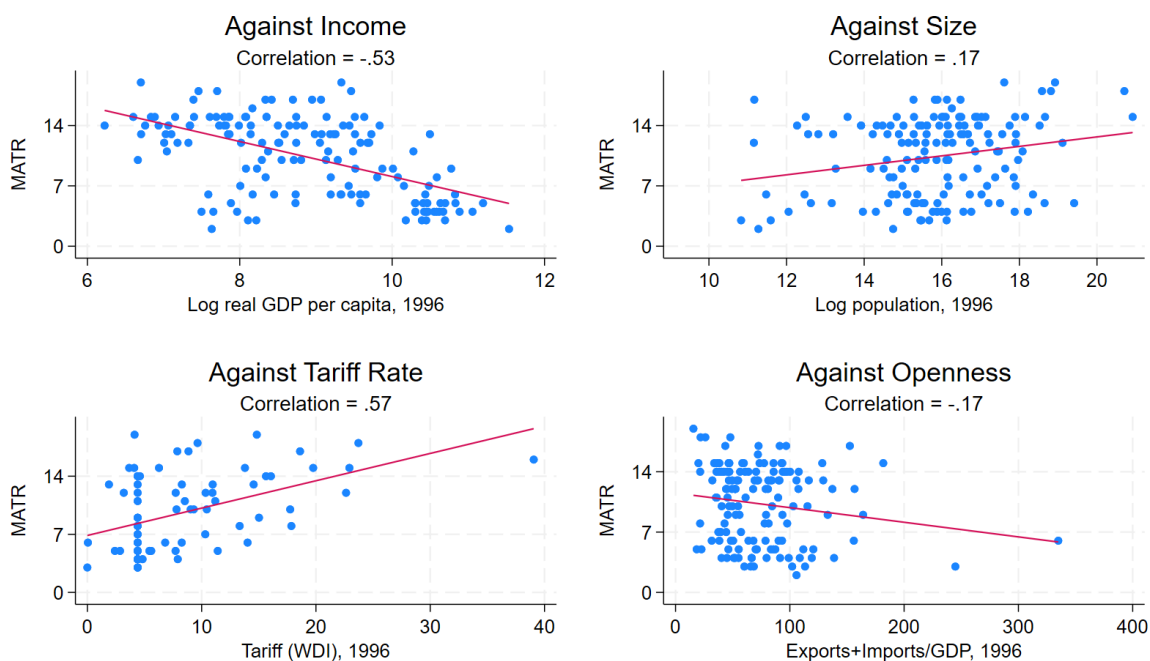 Against Income
Correlation = -.53
MATR
14
7
0
6
8
10
12
Log real GDP per capita, 1996
Against Size
Correlation = .17
MATR
14
7
0
10
12
14
16
18
20
Log population, 1996
Against Tariff Rate
Correlation = .57
MATR
14
7
0
0
10
20
30
40
Tariff (WDI), 1996
Against Openness
Correlation = -.17
MATR
14
7
0
0
100
200
300
400
Exports+Imports/GDP, 1996